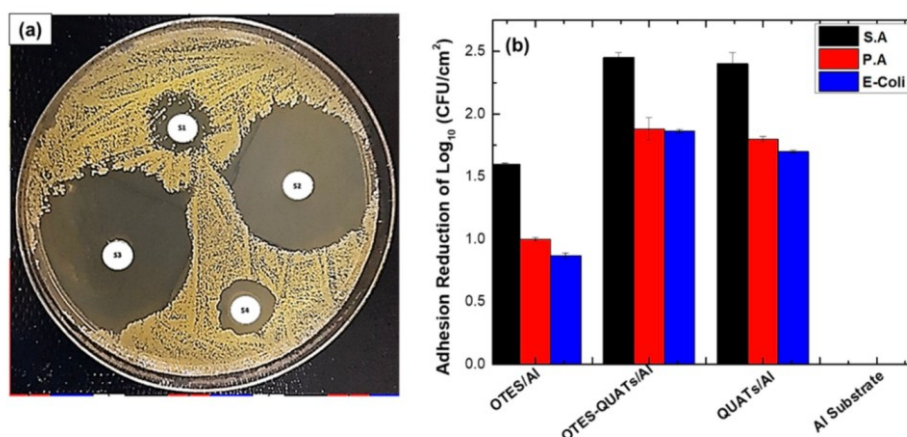 (a)
S1
S2
S3
S4
(b)
S.A
P.A
E-Coli
Adhesion Reduction of Log₁₀ (CFU/cm²)
2.5
2.0
1.5
1.0
0.5
0.0
OTES/Al
OTES-QUATs/Al
QUATs/Al
Al Substrate